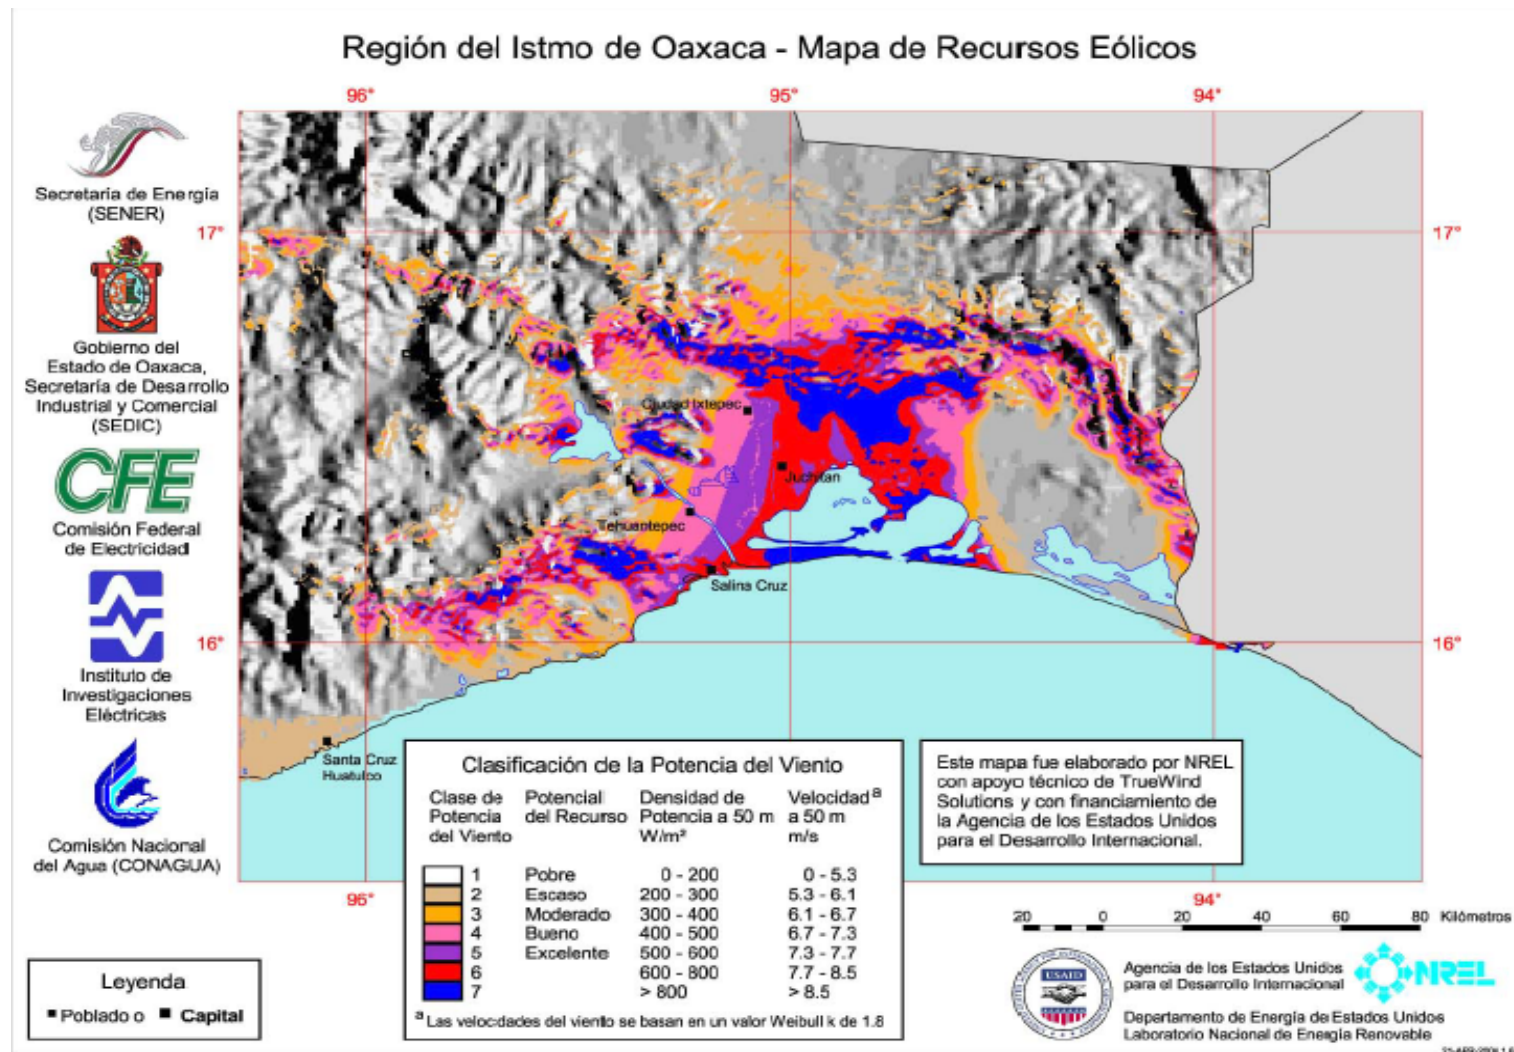 Región del Istmo de Oaxaca - Mapa de Recursos Eólicos
96°
95°
94°
Secretaria de Energía
(SENER)
17°
17°
Gobierno del
Estado de Oaxaca,
Secretaría de Desarrollo
Industrial y Comercial
(SEDIC)
Ciudad Ixtepec
Juchitan
CFE
Comisión Federal
de Electricidad
Tehuantepec
Salina Cruz
16°
16°
Instituto de
Investigaciones
Eléctricas
Santa Cruz
Huatulco
Comisión Nacional
del Agua (CONAGUA)
Clasificación de la Potencia del Viento
Clase de
Potencia
del Viento
Potencial
del Recurso
Densidad de
Potencia a 50 m
W/m²
Velocidad a
a 50 m
m/s
1 Pobre 0 - 200 0 - 5.3
2 Escaso 200 - 300 5.3 - 6.1
3 Moderado 300 - 400 6.1 - 6.7
4 Bueno 400 - 500 6.7 - 7.3
5 Excelente 500 - 600 7.3 - 7.7
6 600 - 800 7.7 - 8.5
7 > 800 > 8.5
a Las velocdades del viento se basan en un valor Weibull k de 1.8
Este mapa fue elaborado por NREL
con apoyo técnico de TrueWind
Solutions y con financiamiento de
la Agencia de los Estados Unidos
para el Desarrollo Internacional.
96°
94°
20 0 20 40 60 80 Kilómetros
Leyenda
Poblado o Capital
USAID
Agencia de los Estados Unidos
para el Desarrollo Internacional
NREL
Departamento de Energía de Estados Unidos
Laboratorio Nacional de Energía Renovable